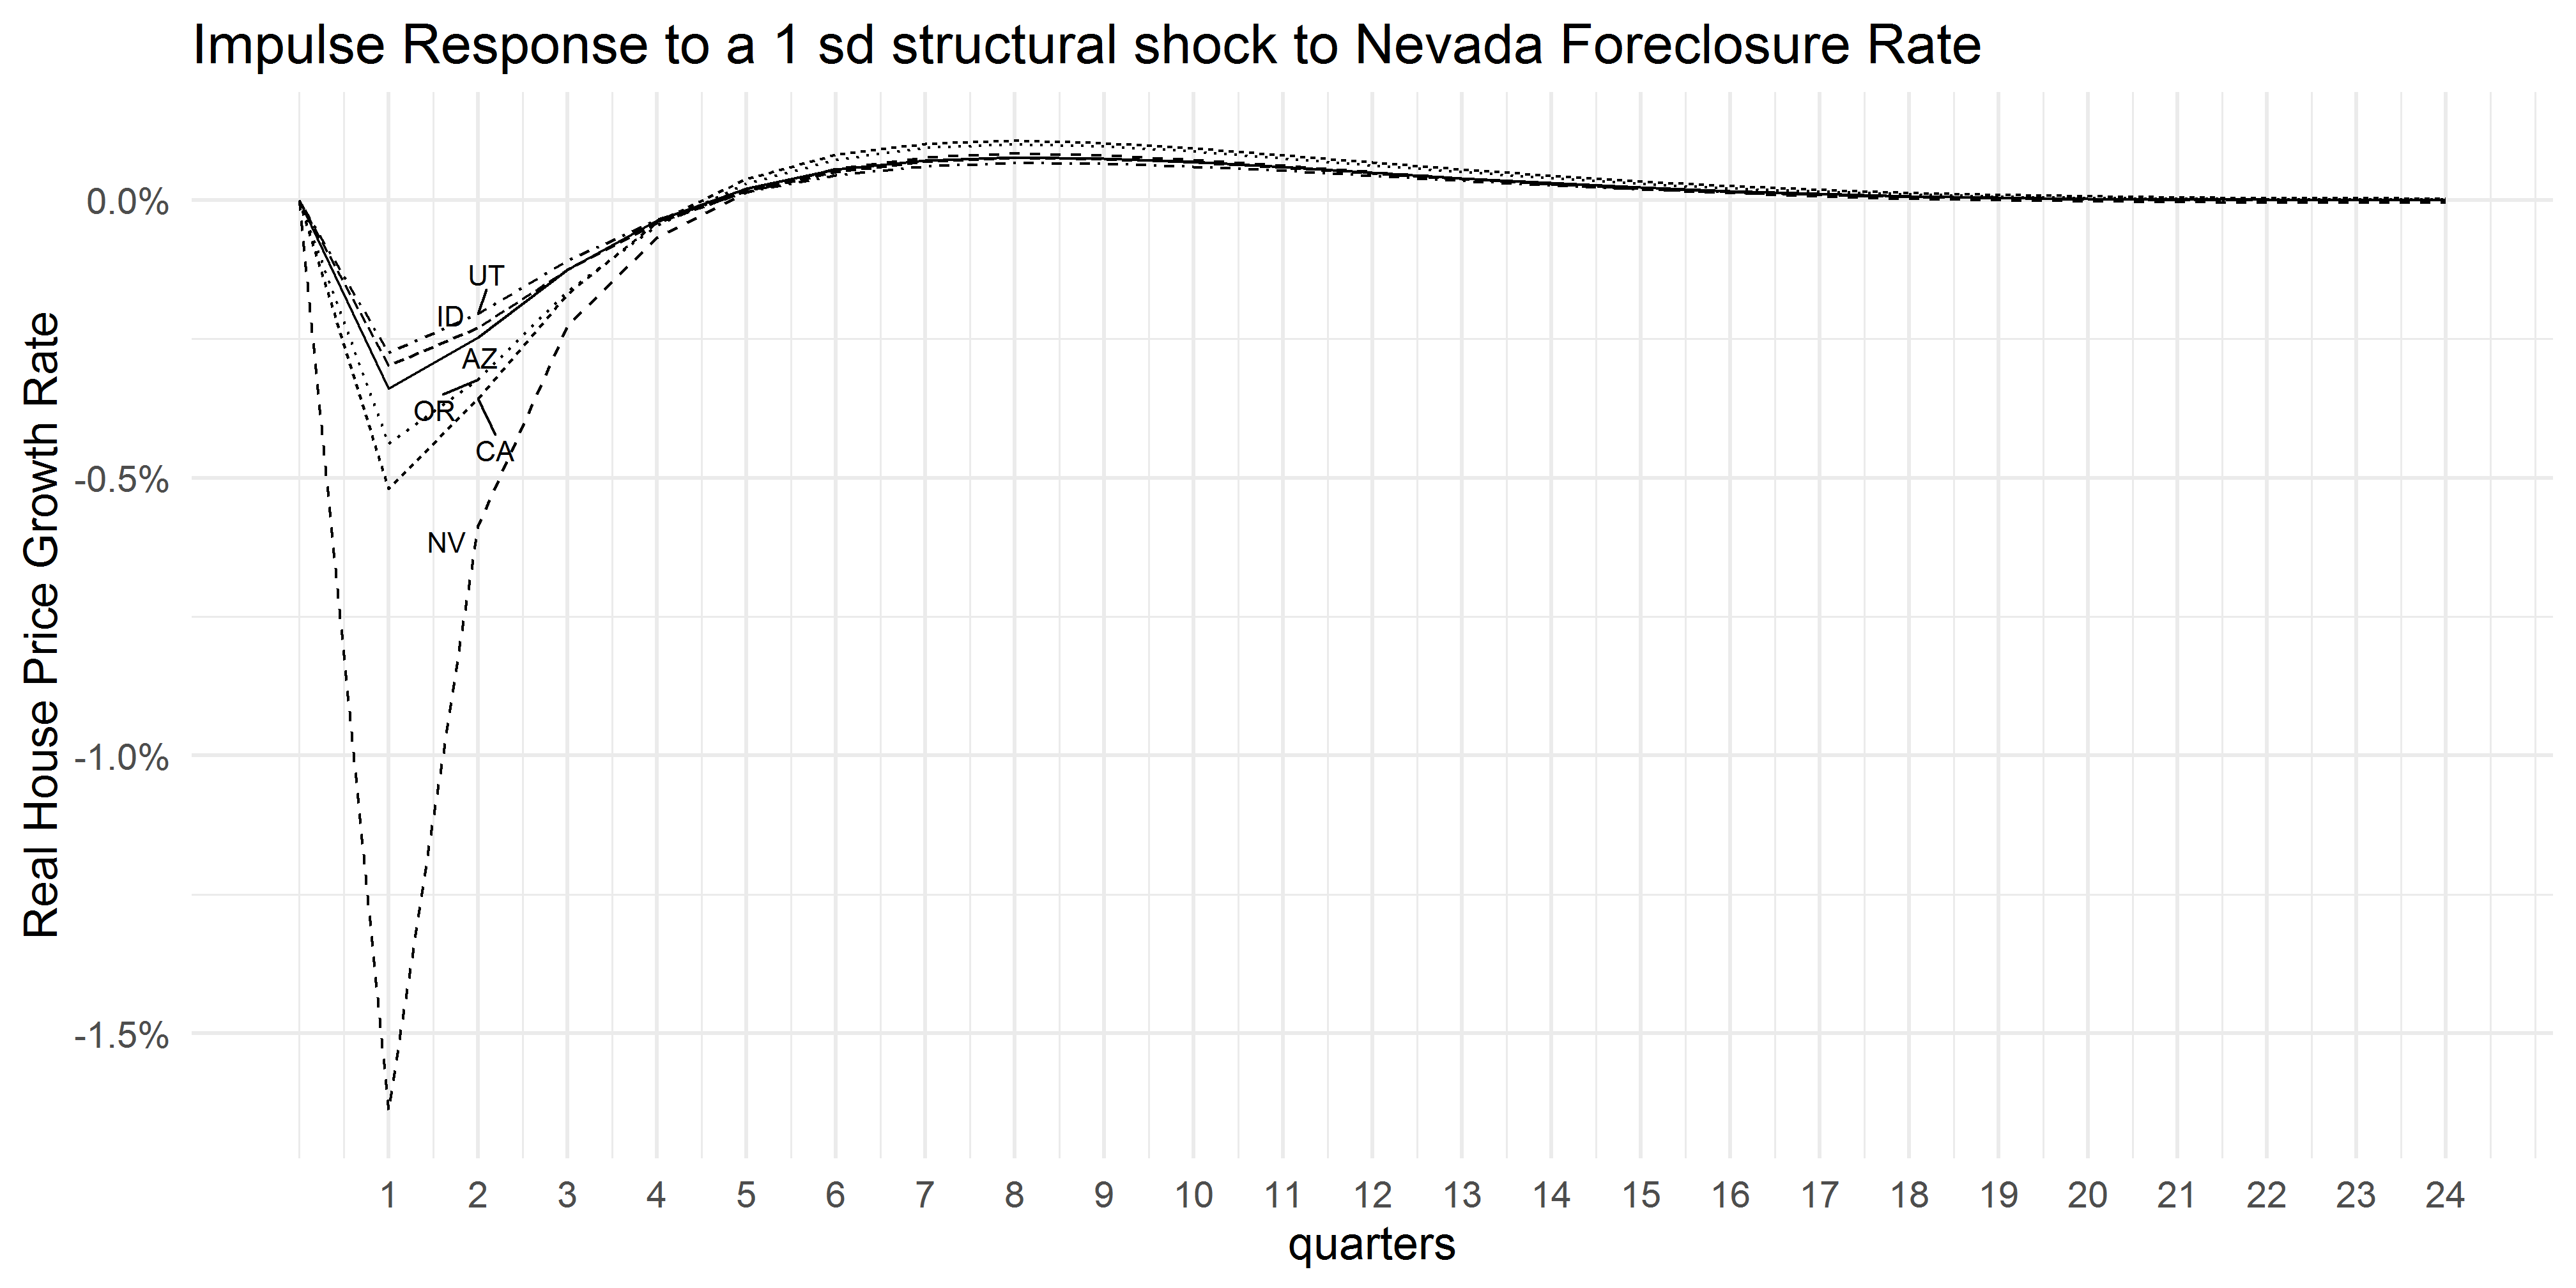 Impulse Response to a 1 sd structural shock to Nevada Foreclosure Rate
Real House Price Growth Rate
0.0%
-0.5%
-1.0%
-1.5%
UT
ID
AZ
OR
CA
NV
1 2 3 4 5 6 7 8 9 10 11 12 13 14 15 16 17 18 19 20 21 22 23 24
quarters